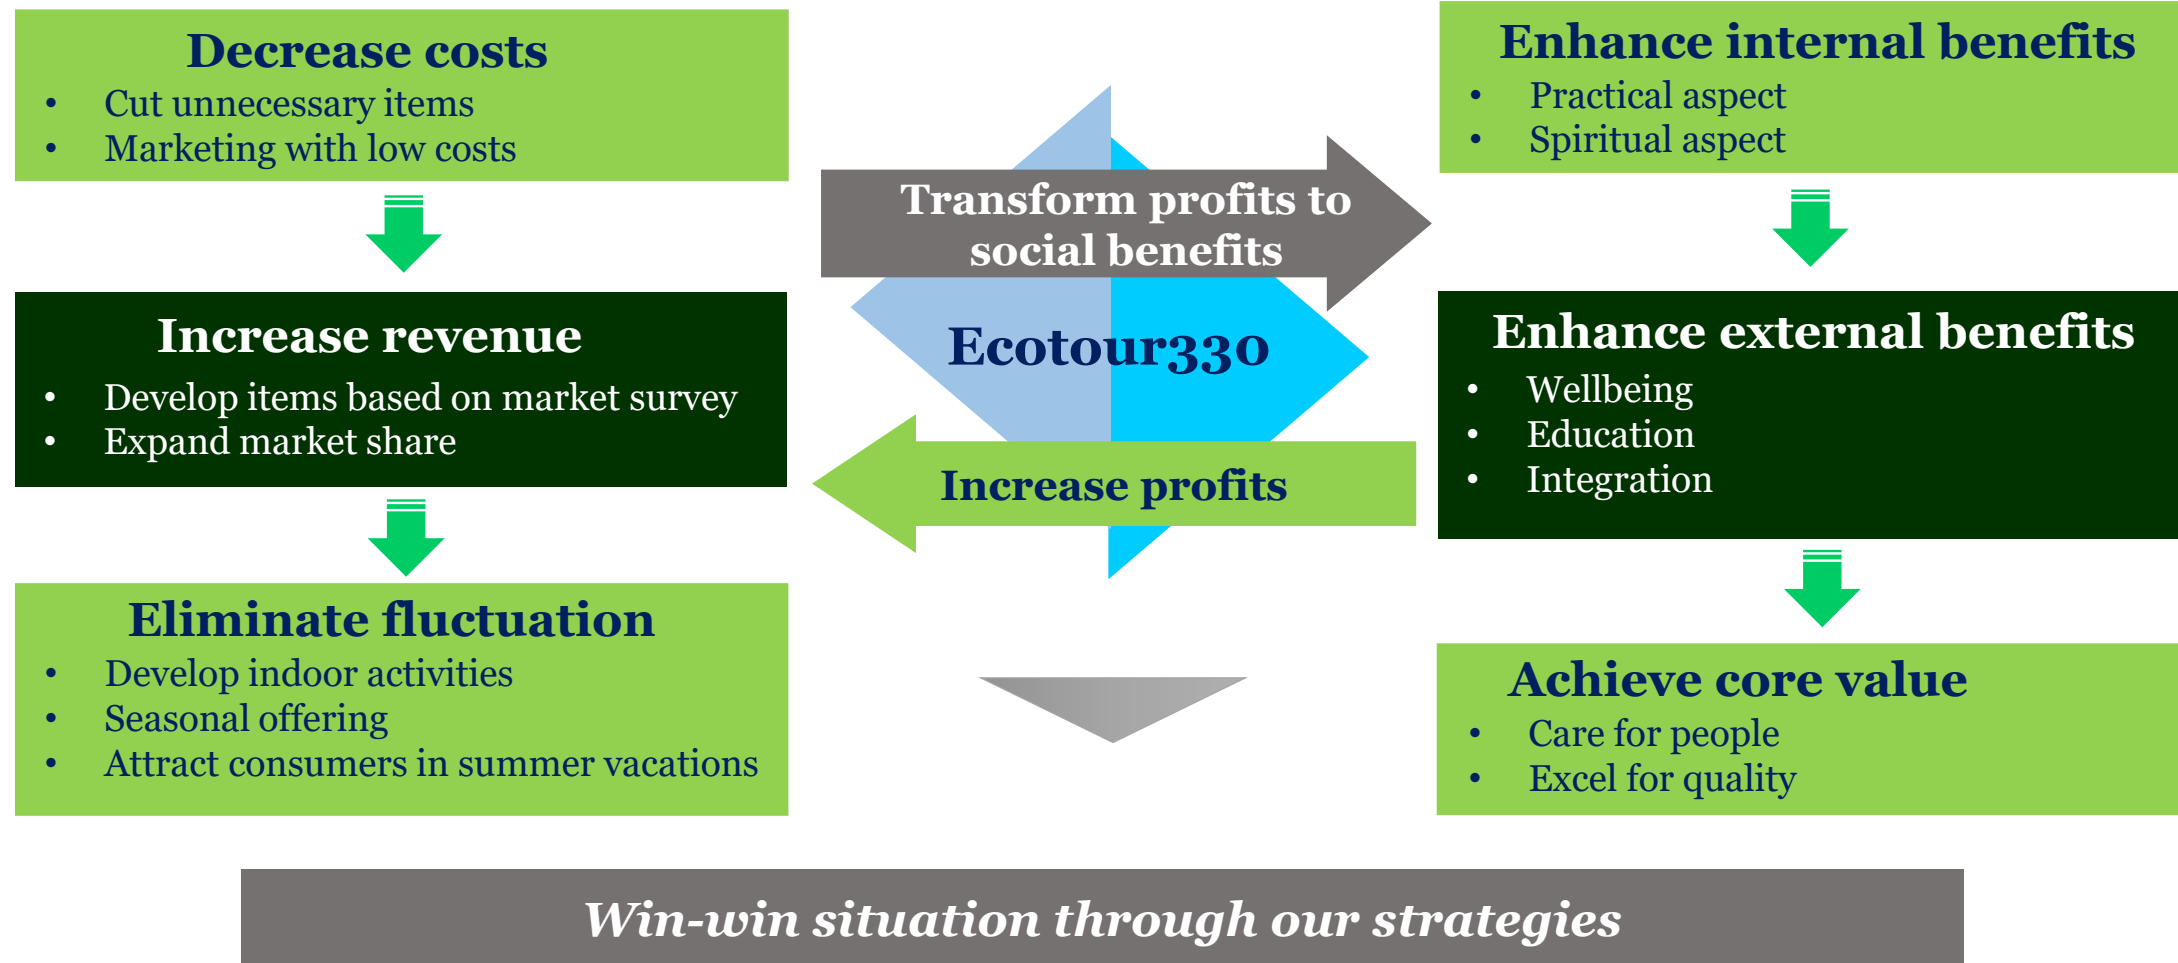 Decrease costs
• Cut unnecessary items
• Marketing with low costs
Increase revenue
• Develop items based on market survey
• Expand market share
Eliminate fluctuation
• Develop indoor activities
• Seasonal offering
• Attract consumers in summer vacations
Transform profits to
social benefits
Ecotour330
Increase profits
Enhance internal benefits
• Practical aspect
• Spiritual aspect
Enhance external benefits
• Wellbeing
• Education
• Integration
Achieve core value
• Care for people
• Excel for quality
Win-win situation through our strategies